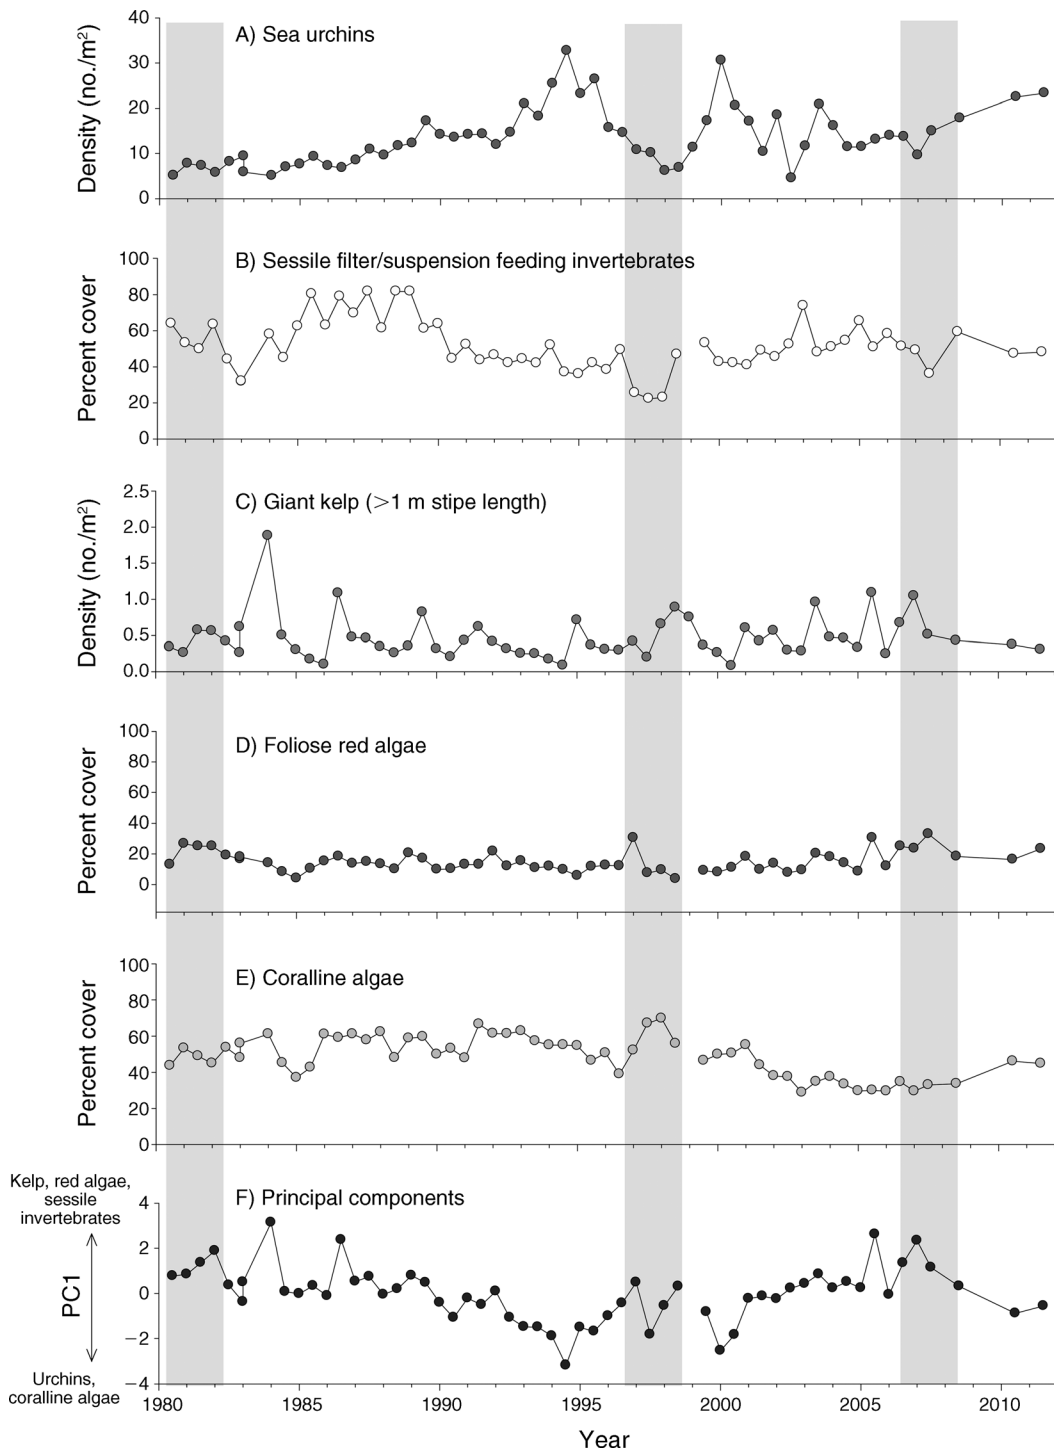 A) Sea urchins
Density (no./m²)
40
30
20
10
0
B) Sessile filter/suspension feeding invertebrates
Percent cover
100
80
60
40
20
0
C) Giant kelp (>1 m stipe length)
Density (no./m²)
2.5
2.0
1.5
1.0
0.5
0.0
D) Foliose red algae
Percent cover
100
80
60
40
20
0
E) Coralline algae
Percent cover
100
80
60
40
20
0
F) Principal components
Kelp, red algae,
sessile
invertebrates
PC1
Urchins,
coralline algae
4
2
0
−2
−4
1980 1985 1990 1995 2000 2005 2010
Year